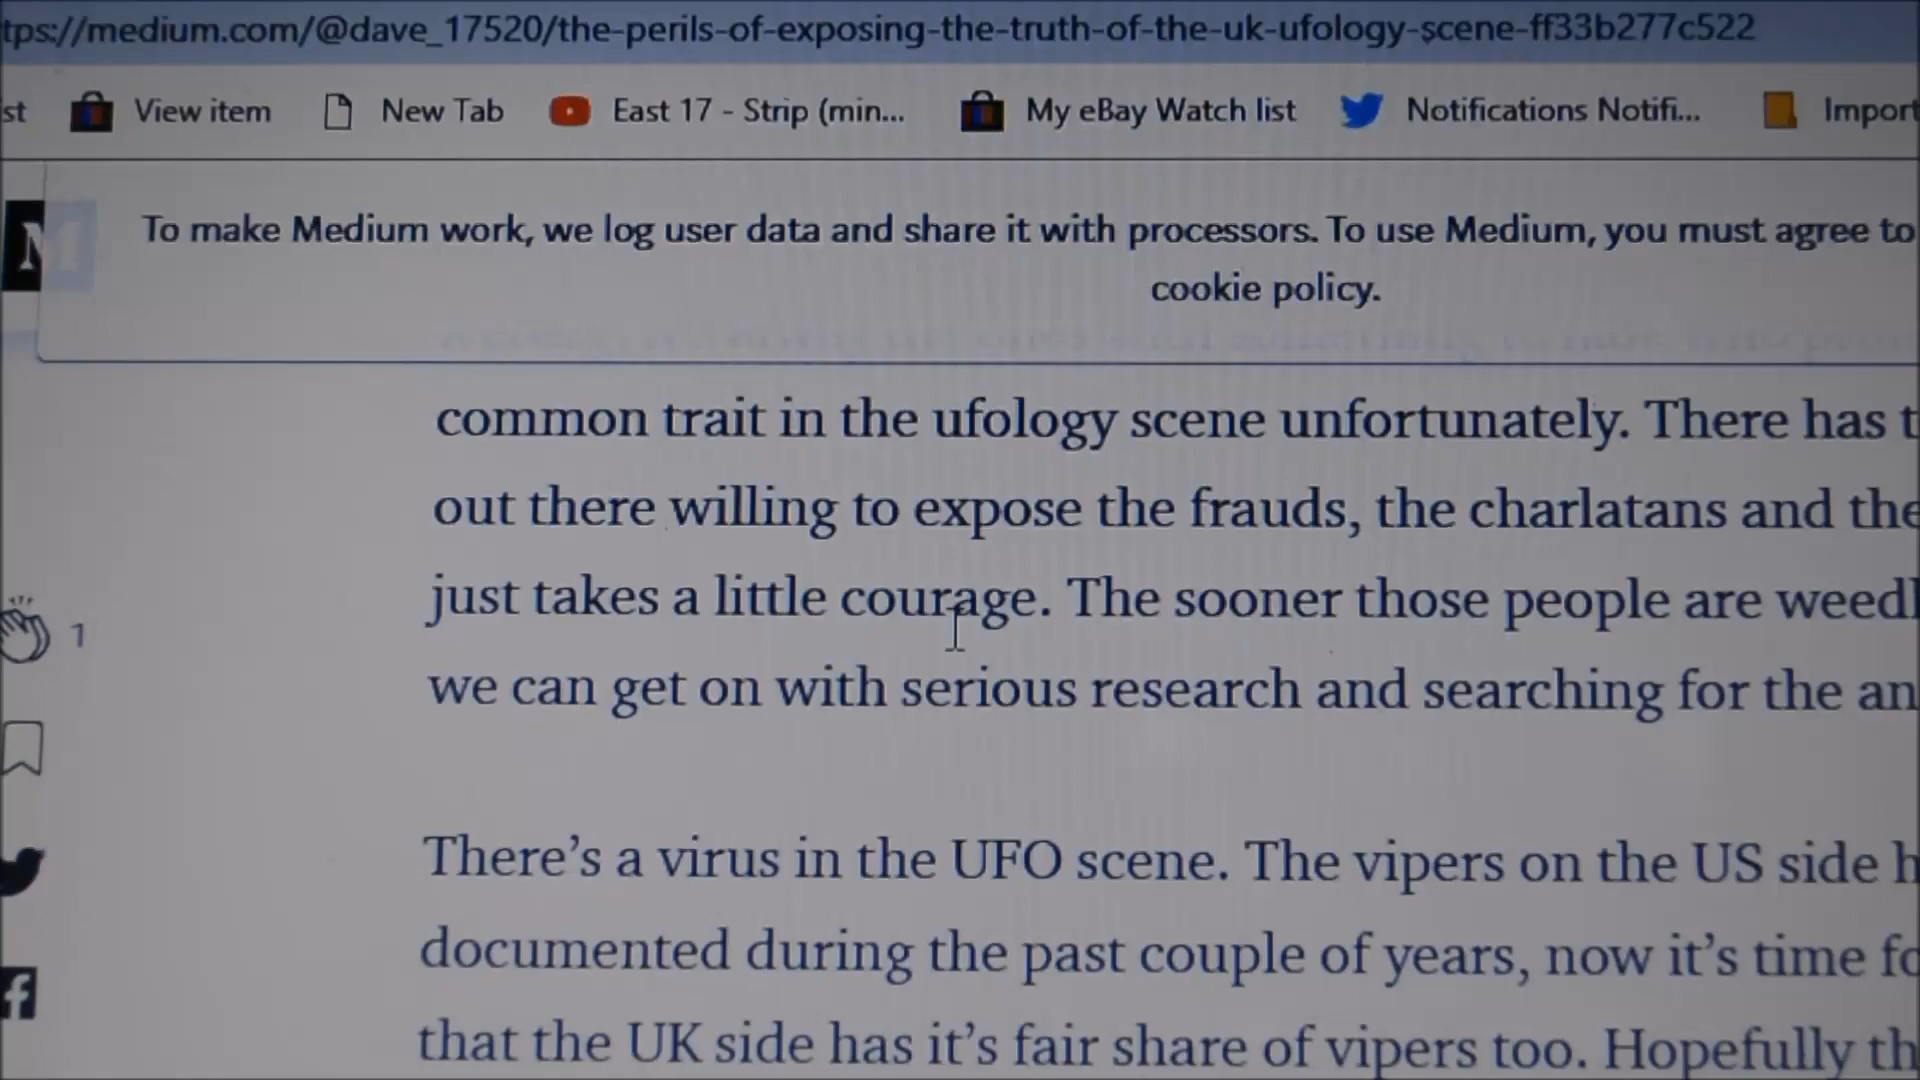 tps://medium.com/@dave_17520/the-perils-of-exposing-the-truth-of-the-uk-ufology-scene-ff33b277c522
st View item New Tab East 17 - Strip (min... My eBay Watch list Notifications Notifi... Import
M
To make Medium work, we log user data and share it with processors. To use Medium, you must agree to
cookie policy.
common trait in the ufology scene unfortunately. There has t
out there willing to expose the frauds, the charlatans and the
just takes a little courage. The sooner those people are weedl
we can get on with serious research and searching for the an
1
There's a virus in the UFO scene. The vipers on the US side h
documented during the past couple of years, now it's time fo
that the UK side has it's fair share of vipers too. Hopefully th